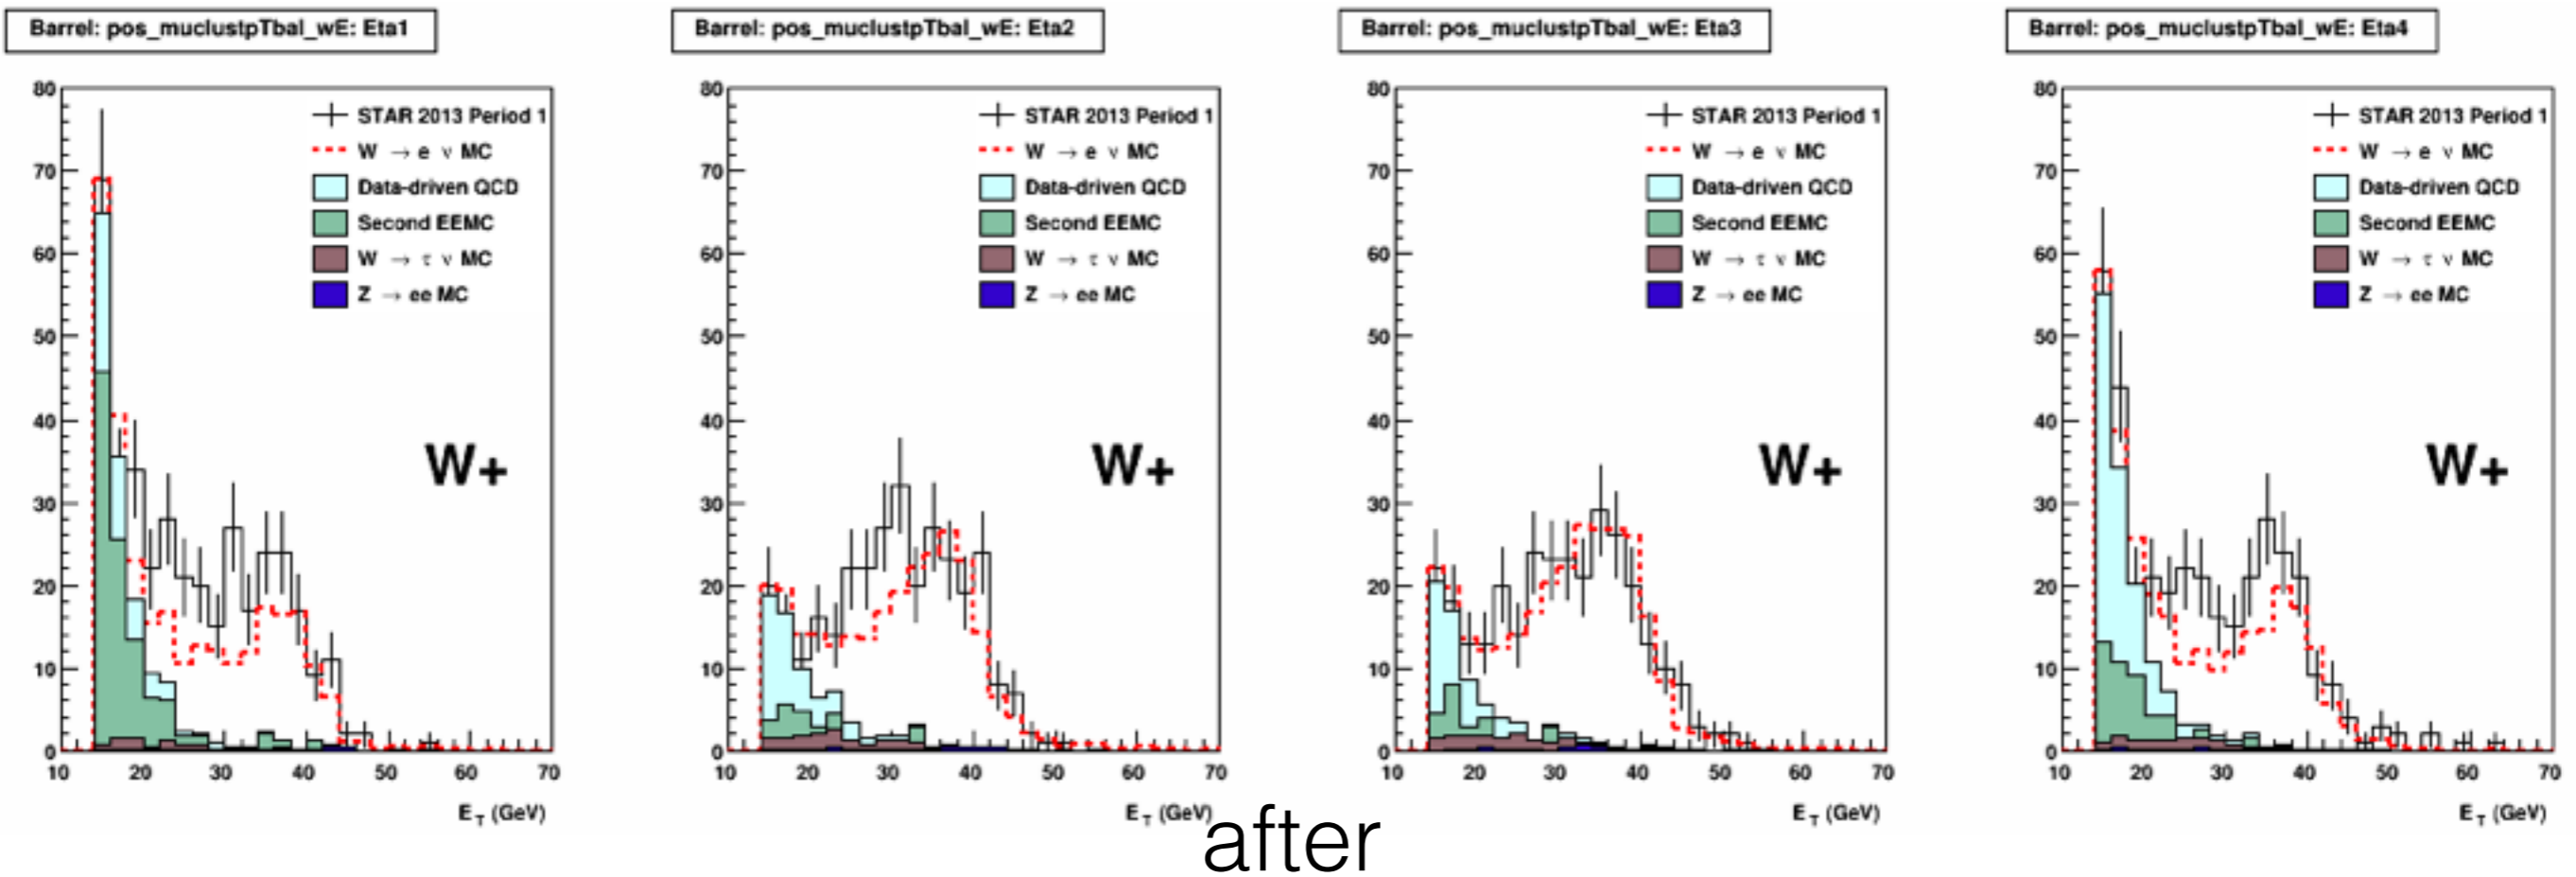 Barrel: pos_muclustpTbal_wE: Eta1
80
70
60
50
40
30
20
10
0
STAR 2013 Period 1
W → e ν MC
Data-driven QCD
Second EEMC
W → τ ν MC
Z → ee MC
W+
10 20 30 40 50 60 70
E_T (GeV)
Barrel: pos_muclustpTbal_wE: Eta2
80
70
60
50
40
30
20
10
0
STAR 2013 Period 1
W → e ν MC
Data-driven QCD
Second EEMC
W → τ ν MC
Z → ee MC
W+
10 20 30 40 50 60 70
E_T (GeV)
Barrel: pos_muclustpTbal_wE: Eta3
80
70
60
50
40
30
20
10
0
STAR 2013 Period 1
W → e ν MC
Data-driven QCD
Second EEMC
W → τ ν MC
Z → ee MC
W+
10 20 30 40 50 60 70
E_T (GeV)
Barrel: pos_muclustpTbal_wE: Eta4
80
70
60
50
40
30
20
10
0
STAR 2013 Period 1
W → e ν MC
Data-driven QCD
Second EEMC
W → τ ν MC
Z → ee MC
W+
10 20 30 40 50 60 70
E_T (GeV)
after